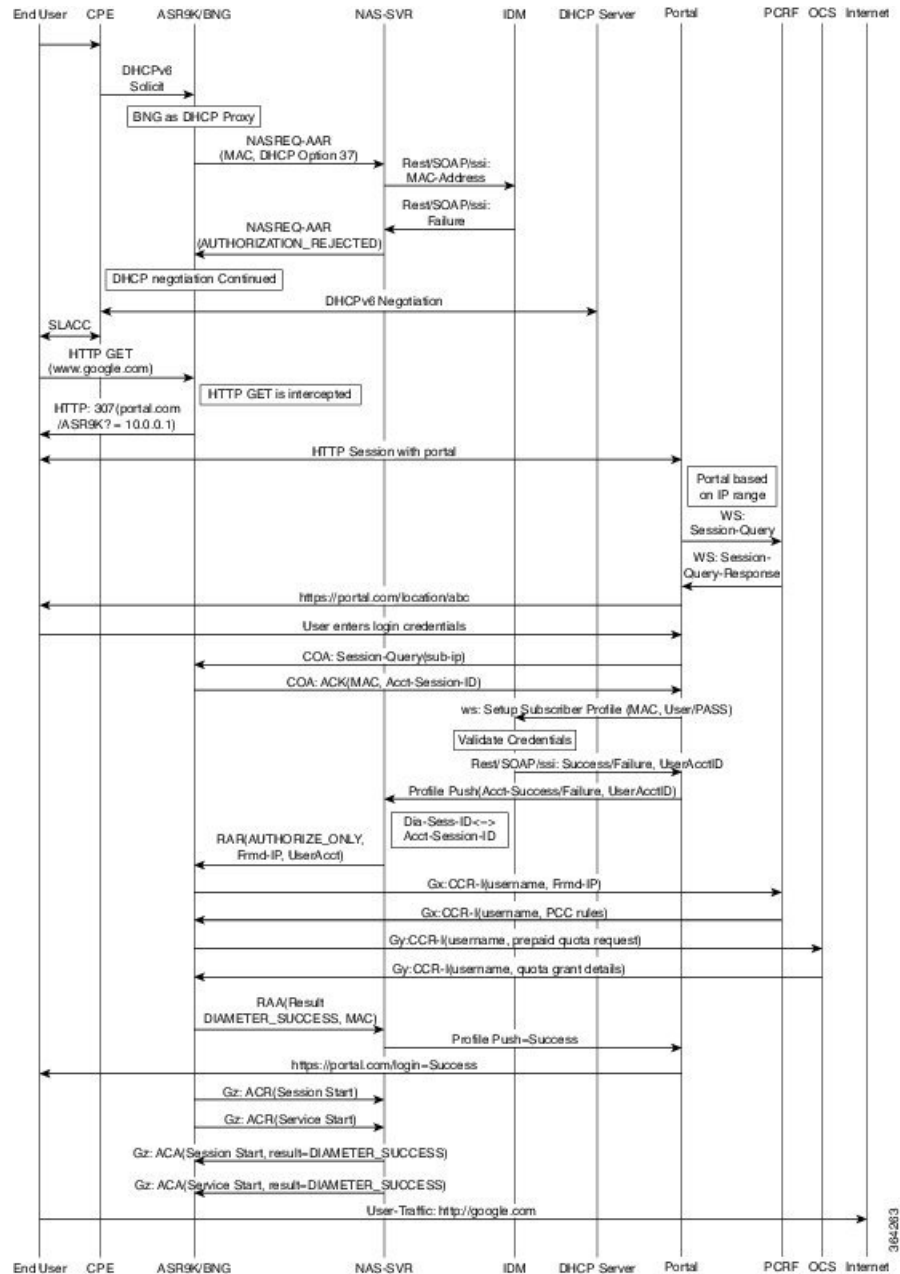 End User CPE ASR9K/BNG NAS-SVR IDM DHCP Server Portal PCRF OCS Internet
DHCPv6
Solicit
BNG as DHCP Proxy
NASREQ-AAR
(MAC, DHCP Option 37)
Rest/SOAP/ssi:
MAC-Address
Rest/SOAP/ssi:
Failure
NASREQ-AAR
(AUTHORIZATION_REJECTED)
DHCP negotiation Continued
DHCPv6 Negotiation
SLACC
HTTP GET
(www.google.com)
HTTP GET is intercepted
HTTP: 307(portal.com
/ASR9K? = 10.0.0.1)
HTTP Session with portal
Portal based
on IP range
WS:
Session-Query
WS: Session-
Query-Response
https://portal.com/location/abc
User enters login credentials
COA: Session-Query(sub-ip)
COA: ACK(MAC, Acct-Session-ID)
ws: Setup Subscriber Profile (MAC, User/PASS)
Validate Credentials
Rest/SOAP/ssi: Success/Failure, UserAcctID
Profile Push(Acct-Success/Failure, UserAcctID)
Dia-Sess-ID<->
Acct-Session-ID
RAR(AUTHORIZE_ONLY,
Frmd-IP, UserAcct)
Gx:CCR-I(username, Frmd-IP)
Gx:CCR-I(username, PCC rules)
Gy:CCR-I(username, prepaid quota request)
Gy:CCR-I(username, quota grant details)
RAA(Result
DIAMETER_SUCCESS, MAC)
Profile Push=Success
https://portal.com/login=Success
Gz: ACR(Session Start)
Gz: ACR(Service Start)
Gz: ACA(Session Start, result=DIAMETER_SUCCESS)
Gz: ACA(Service Start, result=DIAMETER_SUCCESS)
User-Traffic: http://google.com
364263
End User CPE ASR9K/BNG NAS-SVR IDM DHCP Server Portal PCRF OCS Internet